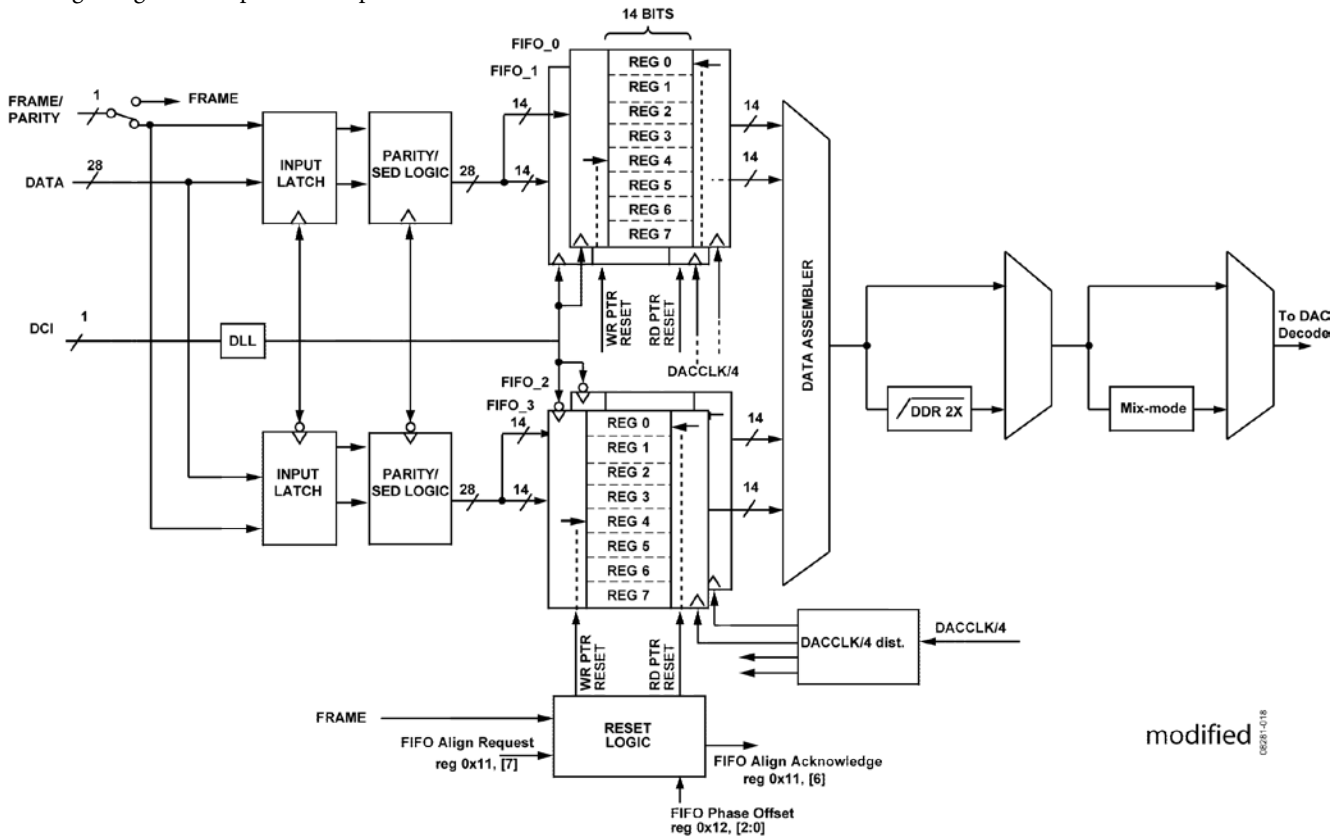 14 BITS
FIFO_0
FIFO_1
REG 0
REG 1
REG 2
REG 3
REG 4
REG 5
REG 6
REG 7
FRAME/
PARITY
1
FRAME
DATA
28
INPUT
LATCH
PARITY/
SED LOGIC
28
14
14
14
14
WR PTR
RESET
RD PTR
RESET
DACCLK/4
DCI
1
DLL
DATA ASSEMBLER
DDR 2X
Mix-mode
To DAC
Decoder
FIFO_2
FIFO_3
INPUT
LATCH
PARITY/
SED LOGIC
28
14
14
REG 0
REG 1
REG 2
REG 3
REG 4
REG 5
REG 6
REG 7
14
14
DACCLK/4 dist.
DACCLK/4
WR PTR
RESET
RD PTR
RESET
FRAME
FIFO Align Request
reg 0x11, [7]
RESET
LOGIC
FIFO Align Acknowledge
reg 0x11, [6]
FIFO Phase Offset
reg 0x12, [2:0]
modified
08281-018